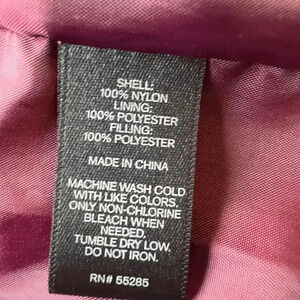 SHELL:
100% NYLON
LINING:
100% POLYESTER
FILLING:
100% POLYESTER
MADE IN CHINA
MACHINE WASH COLD
WITH LIKE COLORS,
ONLY NON-CHLORINE
BLEACH WHEN
NEEDED.
TUMBLE DRY LOW.
DO NOT IRON.
RN# 55285